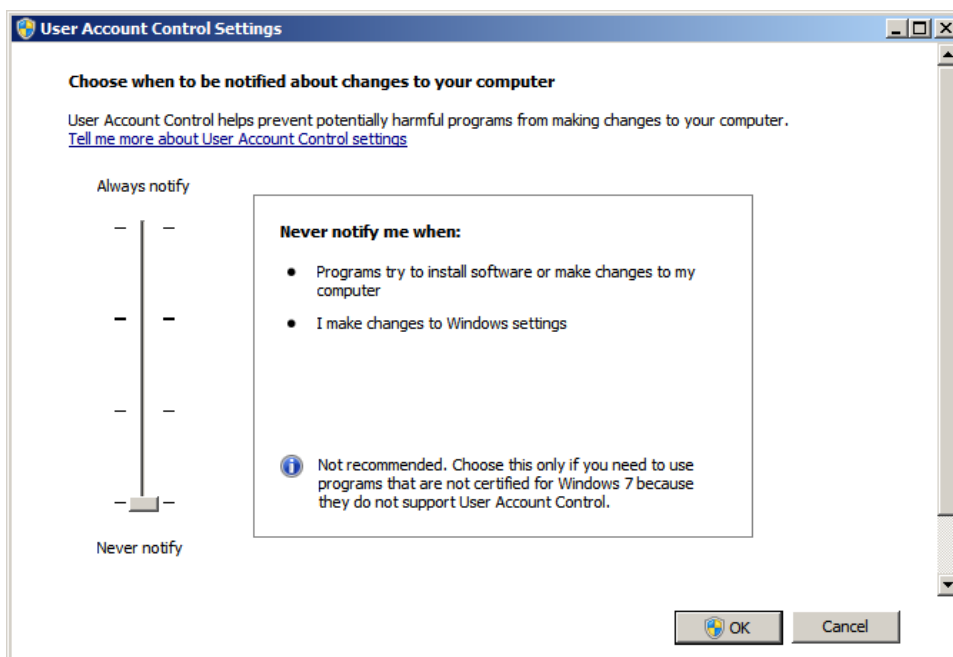 User Account Control Settings
Choose when to be notified about changes to your computer
User Account Control helps prevent potentially harmful programs from making changes to your computer.
Tell me more about User Account Control settings
Always notify
Never notify me when:
Programs try to install software or make changes to my
computer
I make changes to Windows settings
Not recommended. Choose this only if you need to use
programs that are not certified for Windows 7 because
they do not support User Account Control.
Never notify
OK
Cancel